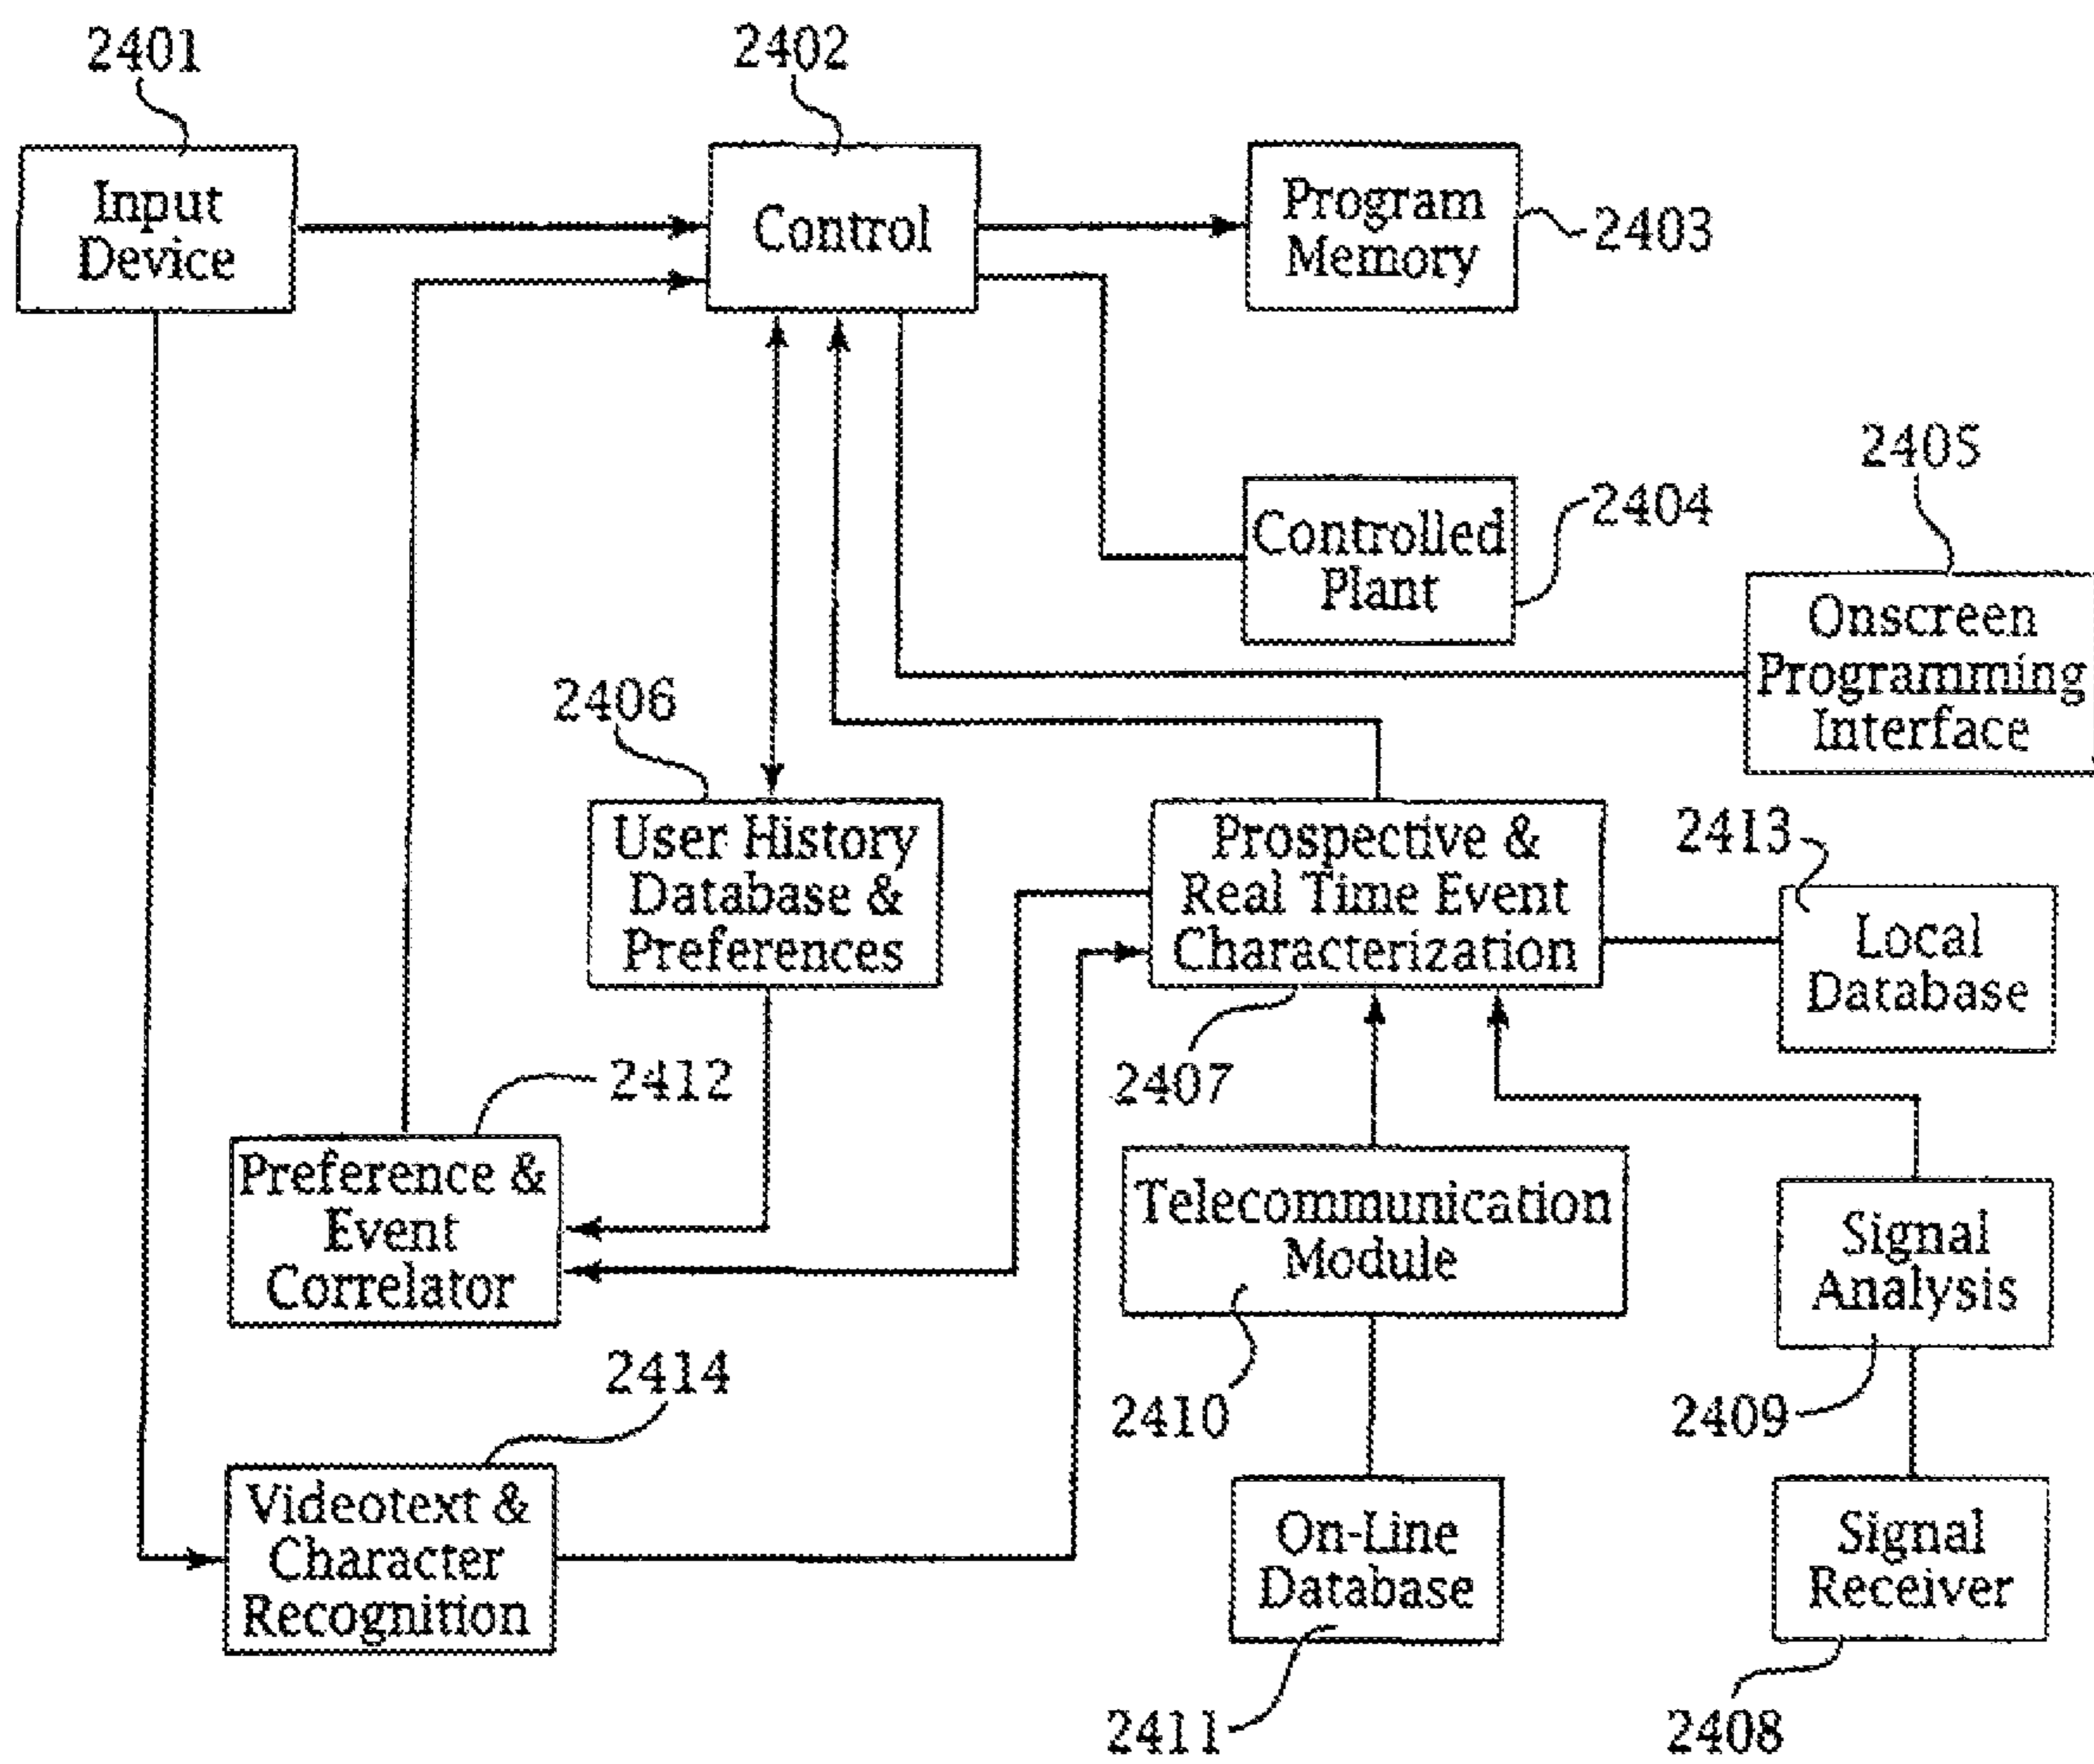 2401
2402
Input
Device
Control
Program
Memory
2403
2405
2404
Controlled
Plant
Onscreen
Programming
Interface
2406
User History
Database &
Preferences
Prospective &
Real Time Event
Characterization
2413
Local
Database
2407
2412
Preference &
Event
Correlator
Telecommunication
Module
Signal
Analysis
2414
2410
2409
Videotext &
Character
Recognition
On-Line
Database
Signal
Receiver
2411
2408